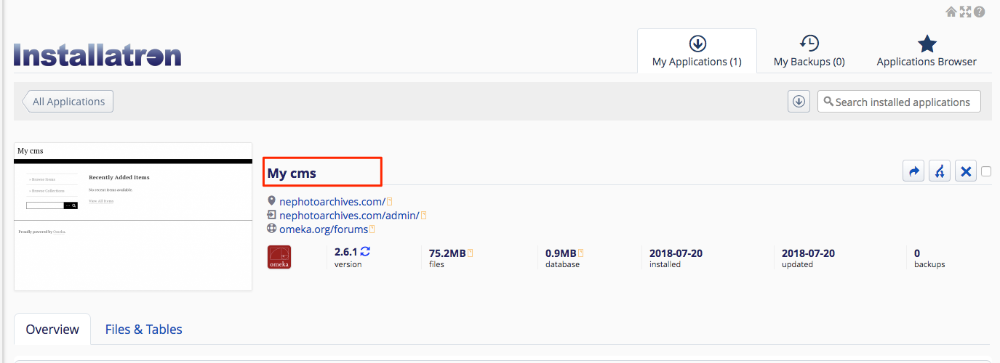 Installatron
My Applications (1)
My Backups (0)
Applications Browser
All Applications
Search installed applications
My cms
» Browse Items
» Browse Collections
Recently Added Items
No recent items available.
View All Items
Proudly powered by Omeka.
My cms
nephotoarchives.com/
nephotoarchives.com/admin/
omeka.org/forums
omeka
2.6.1
version
75.2MB
files
0.9MB
database
2018-07-20
installed
2018-07-20
updated
0
backups
Overview
Files & Tables